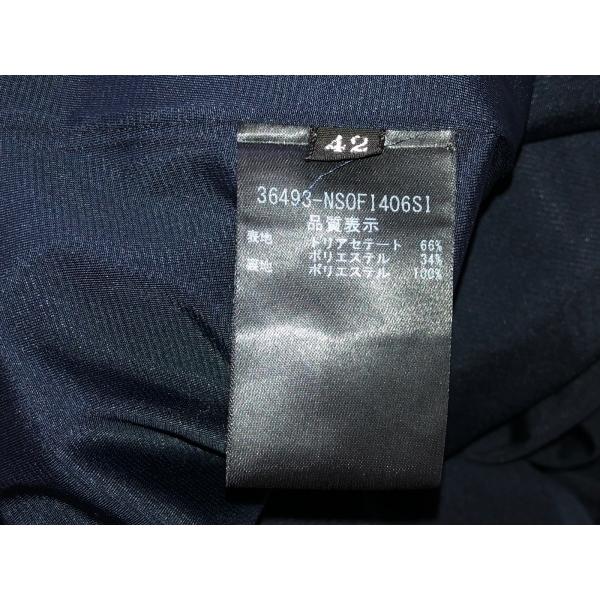 42
36493-NSOFI406SI
品質表示
表地 トリアセテート 66%
ポリエステル 34%
裏地 ポリエステル 100%